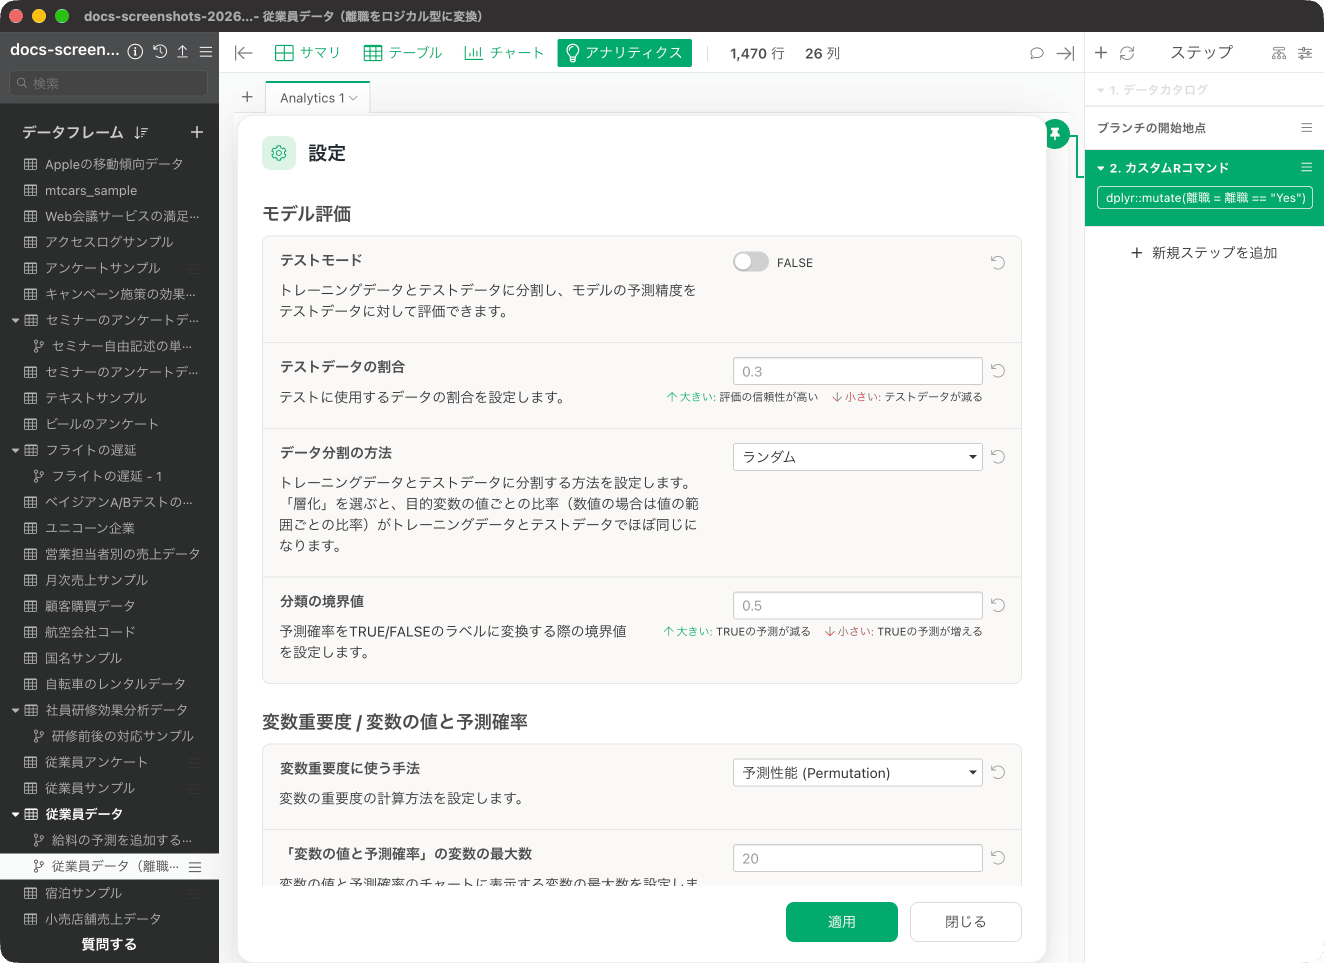 docs-screenshots-2026...- 従業員データ（離職をロジカル型に変換）
docs-screen...
検索
データフレーム
Appleの移動傾向データ
mtcars_sample
Web会議サービスの満足...
アクセスログサンプル
アンケートサンプル
キャンペーン施策の効果...
セミナーのアンケートデ...
セミナー自由記述の単...
セミナーのアンケートデ...
テキストサンプル
ビールのアンケート
フライトの遅延
フライトの遅延 - 1
ベイジアンA/Bテストの...
ユニコーン企業
営業担当者別の売上データ
月次売上サンプル
顧客購買データ
航空会社コード
国名サンプル
自転車のレンタルデータ
社員研修効果分析データ
研修前後の対応サンプル
従業員アンケート
従業員サンプル
従業員データ
給料の予測を追加する...
従業員データ（離職...
宿泊サンプル
小売店舗売上データ
質問する
サマリ
テーブル
チャート
アナリティクス
1,470 行
26 列
Analytics 1
設定
モデル評価
テストモード
FALSE
トレーニングデータとテストデータに分割し、モデルの予測精度を
テストデータに対して評価できます。
テストデータの割合
0.3
テストに使用するデータの割合を設定します。
↑ 大きい: 評価の信頼性が高い ↓ 小さい: テストデータが減る
データ分割の方法
ランダム
トレーニングデータとテストデータに分割する方法を設定します。
「層化」を選ぶと、目的変数の値ごとの比率（数値の場合は値の範
囲ごとの比率）がトレーニングデータとテストデータでほぼ同じに
なります。
分類の境界値
0.5
予測確率をTRUE/FALSEのラベルに変換する際の境界値
を設定します。
↑ 大きい: TRUEの予測が減る ↓ 小さい: TRUEの予測が増える
変数重要度 / 変数の値と予測確率
変数重要度に使う手法
予測性能 (Permutation)
変数の重要度の計算方法を設定します。
「変数の値と予測確率」の変数の最大数
20
変数の値と予測確率のチャートに表示する変数の最大数を設定しま
適用
閉じる
ステップ
1. データカタログ
ブランチの開始地点
2. カスタムRコマンド
dplyr::mutate(離職 = 離職 == "Yes")
+ 新規ステップを追加